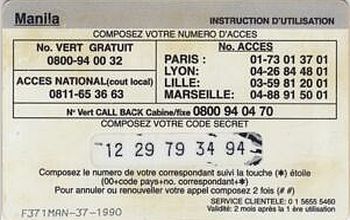 Manila INSTRUCTION D'UTILISATION
COMPOSEZ VOTRE NUMERO D'ACCES
No. VERT GRATUIT
0800-94 00 32
ACCES NATIONAL(cout local)
0811-65 36 63
No. ACCES
PARIS : 01-73 01 37 01
LYON: 04-26 84 48 01
LILLE: 03-59 81 20 01
MARSEILLE: 04-88 91 50 01
N° Vert CALL BACK Cabine/fixe 0800 94 04 70
COMPOSEZ VOTRE CODE SECRET
12 29 79 34 94
Composez le numero de votre correspondant suivi la touche (✱) étoile
(00+code pays+no. correspondant+✱)
Pour annuler ou renouveler votre appel composez 2 fois (# #)
F371MAN-37-1990
SERVICE CLIENTELE: 0 1 5655 5460
Validité: 2 mois après la 1 ère utilisation